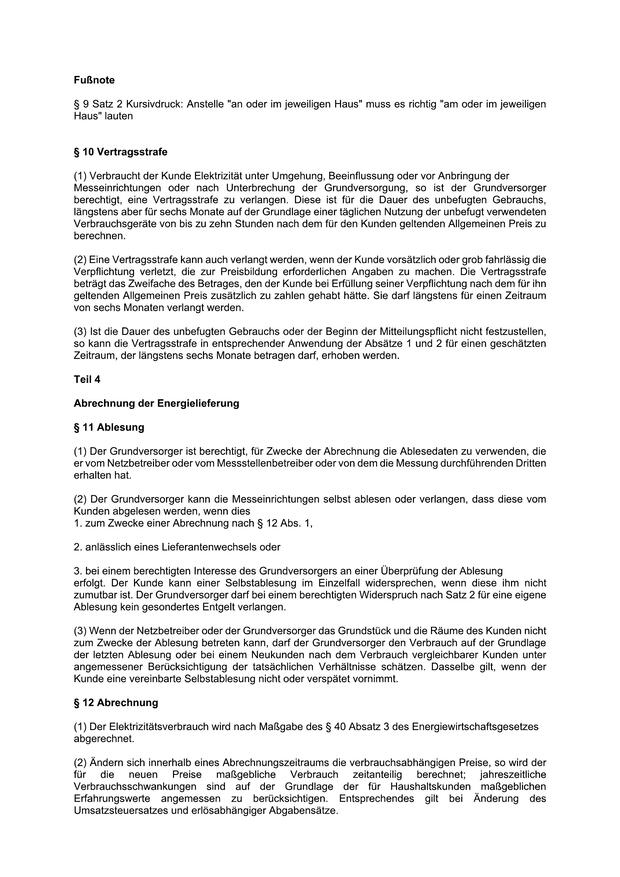 Fußnote
§ 9 Satz 2 Kursivdruck: Anstelle "an oder im jeweiligen Haus" muss es richtig "am oder im jeweiligen
Haus" lauten
§ 10 Vertragsstrafe
(1) Verbraucht der Kunde Elektrizität unter Umgehung, Beeinflussung oder vor Anbringung der
Messeinrichtungen oder nach Unterbrechung der Grundversorgung, so ist der Grundversorger
berechtigt, eine Vertragsstrafe zu verlangen. Diese ist für die Dauer des unbefugten Gebrauchs,
längstens aber für sechs Monate auf der Grundlage einer täglichen Nutzung der unbefugt verwendeten
Verbrauchsgeräte von bis zu zehn Stunden nach dem für den Kunden geltenden Allgemeinen Preis zu
berechnen.
(2) Eine Vertragsstrafe kann auch verlangt werden, wenn der Kunde vorsätzlich oder grob fahrlässig die
Verpflichtung verletzt, die zur Preisbildung erforderlichen Angaben zu machen. Die Vertragsstrafe
beträgt das Zweifache des Betrages, den der Kunde bei Erfüllung seiner Verpflichtung nach dem für ihn
geltenden Allgemeinen Preis zusätzlich zu zahlen gehabt hätte. Sie darf längstens für einen Zeitraum
von sechs Monaten verlangt werden.
(3) Ist die Dauer des unbefugten Gebrauchs oder der Beginn der Mitteilungspflicht nicht festzustellen,
so kann die Vertragsstrafe in entsprechender Anwendung der Absätze 1 und 2 für einen geschätzten
Zeitraum, der längstens sechs Monate betragen darf, erhoben werden.
Teil 4
Abrechnung der Energielieferung
§ 11 Ablesung
(1) Der Grundversorger ist berechtigt, für Zwecke der Abrechnung die Ablesedaten zu verwenden, die
er vom Netzbetreiber oder vom Messstellenbetreiber oder von dem die Messung durchführenden Dritten
erhalten hat.
(2) Der Grundversorger kann die Messeinrichtungen selbst ablesen oder verlangen, dass diese vom
Kunden abgelesen werden, wenn dies
1. zum Zwecke einer Abrechnung nach § 12 Abs. 1,
2. anlässlich eines Lieferantenwechsels oder
3. bei einem berechtigten Interesse des Grundversorgers an einer Überprüfung der Ablesung
erfolgt. Der Kunde kann einer Selbstablesung im Einzelfall widersprechen, wenn diese ihm nicht
zumutbar ist. Der Grundversorger darf bei einem berechtigten Widerspruch nach Satz 2 für eine eigene
Ablesung kein gesondertes Entgelt verlangen.
(3) Wenn der Netzbetreiber oder der Grundversorger das Grundstück und die Räume des Kunden nicht
zum Zwecke der Ablesung betreten kann, darf der Grundversorger den Verbrauch auf der Grundlage
der letzten Ablesung oder bei einem Neukunden nach dem Verbrauch vergleichbarer Kunden unter
angemessener Berücksichtigung der tatsächlichen Verhältnisse schätzen. Dasselbe gilt, wenn der
Kunde eine vereinbarte Selbstablesung nicht oder verspätet vornimmt.
§ 12 Abrechnung
(1) Der Elektrizitätsverbrauch wird nach Maßgabe des § 40 Absatz 3 des Energiewirtschaftsgesetzes
abgerechnet.
(2) Ändern sich innerhalb eines Abrechnungszeitraums die verbrauchsabhängigen Preise, so wird der
für die neuen Preise maßgebliche Verbrauch zeitanteilig berechnet; jahreszeitliche
Verbrauchsschwankungen sind auf der Grundlage der für Haushaltskunden maßgeblichen
Erfahrungswerte angemessen zu berücksichtigen. Entsprechendes gilt bei Änderung des
Umsatzsteuersatzes und erlösabhängiger Abgabensätze.